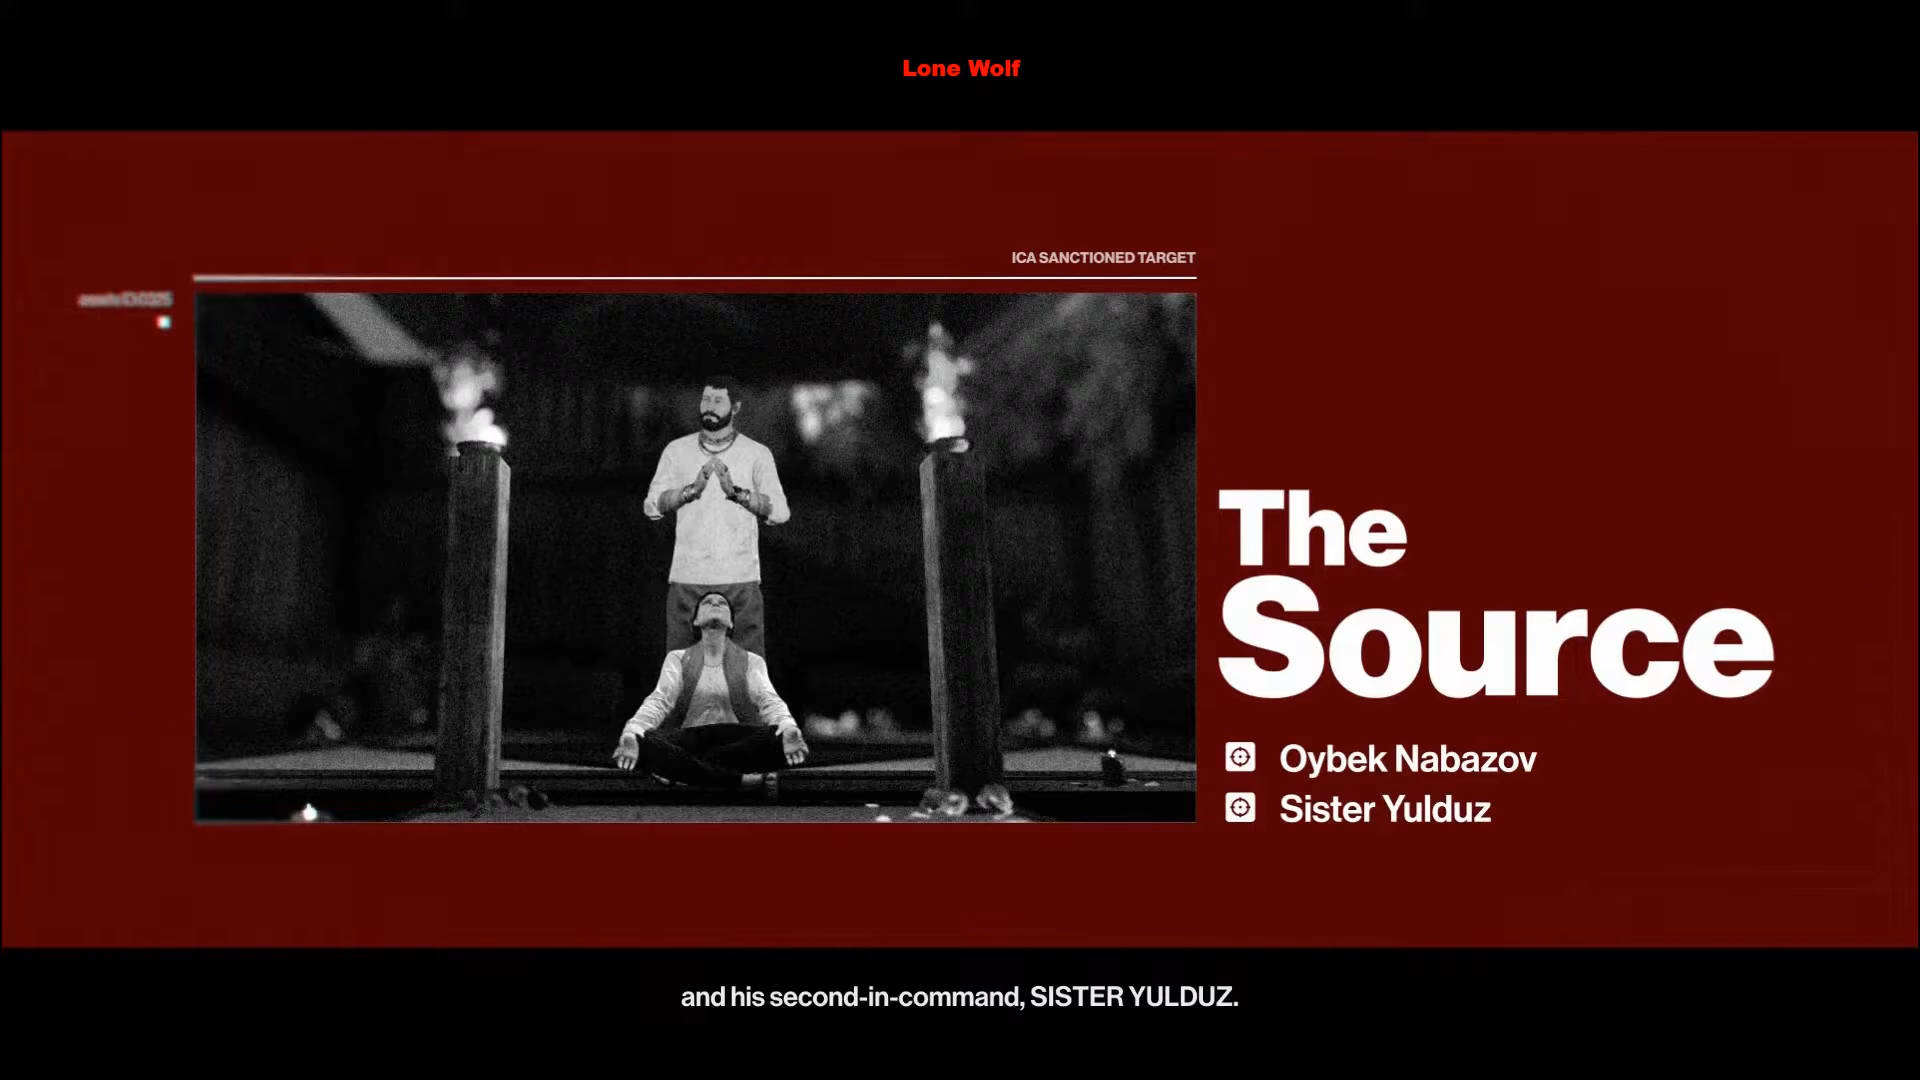 Lone Wolf
ICA SANCTIONED TARGET
The
Source
Oybek Nabazov
Sister Yulduz
and his second-in-command, SISTER YULDUZ.